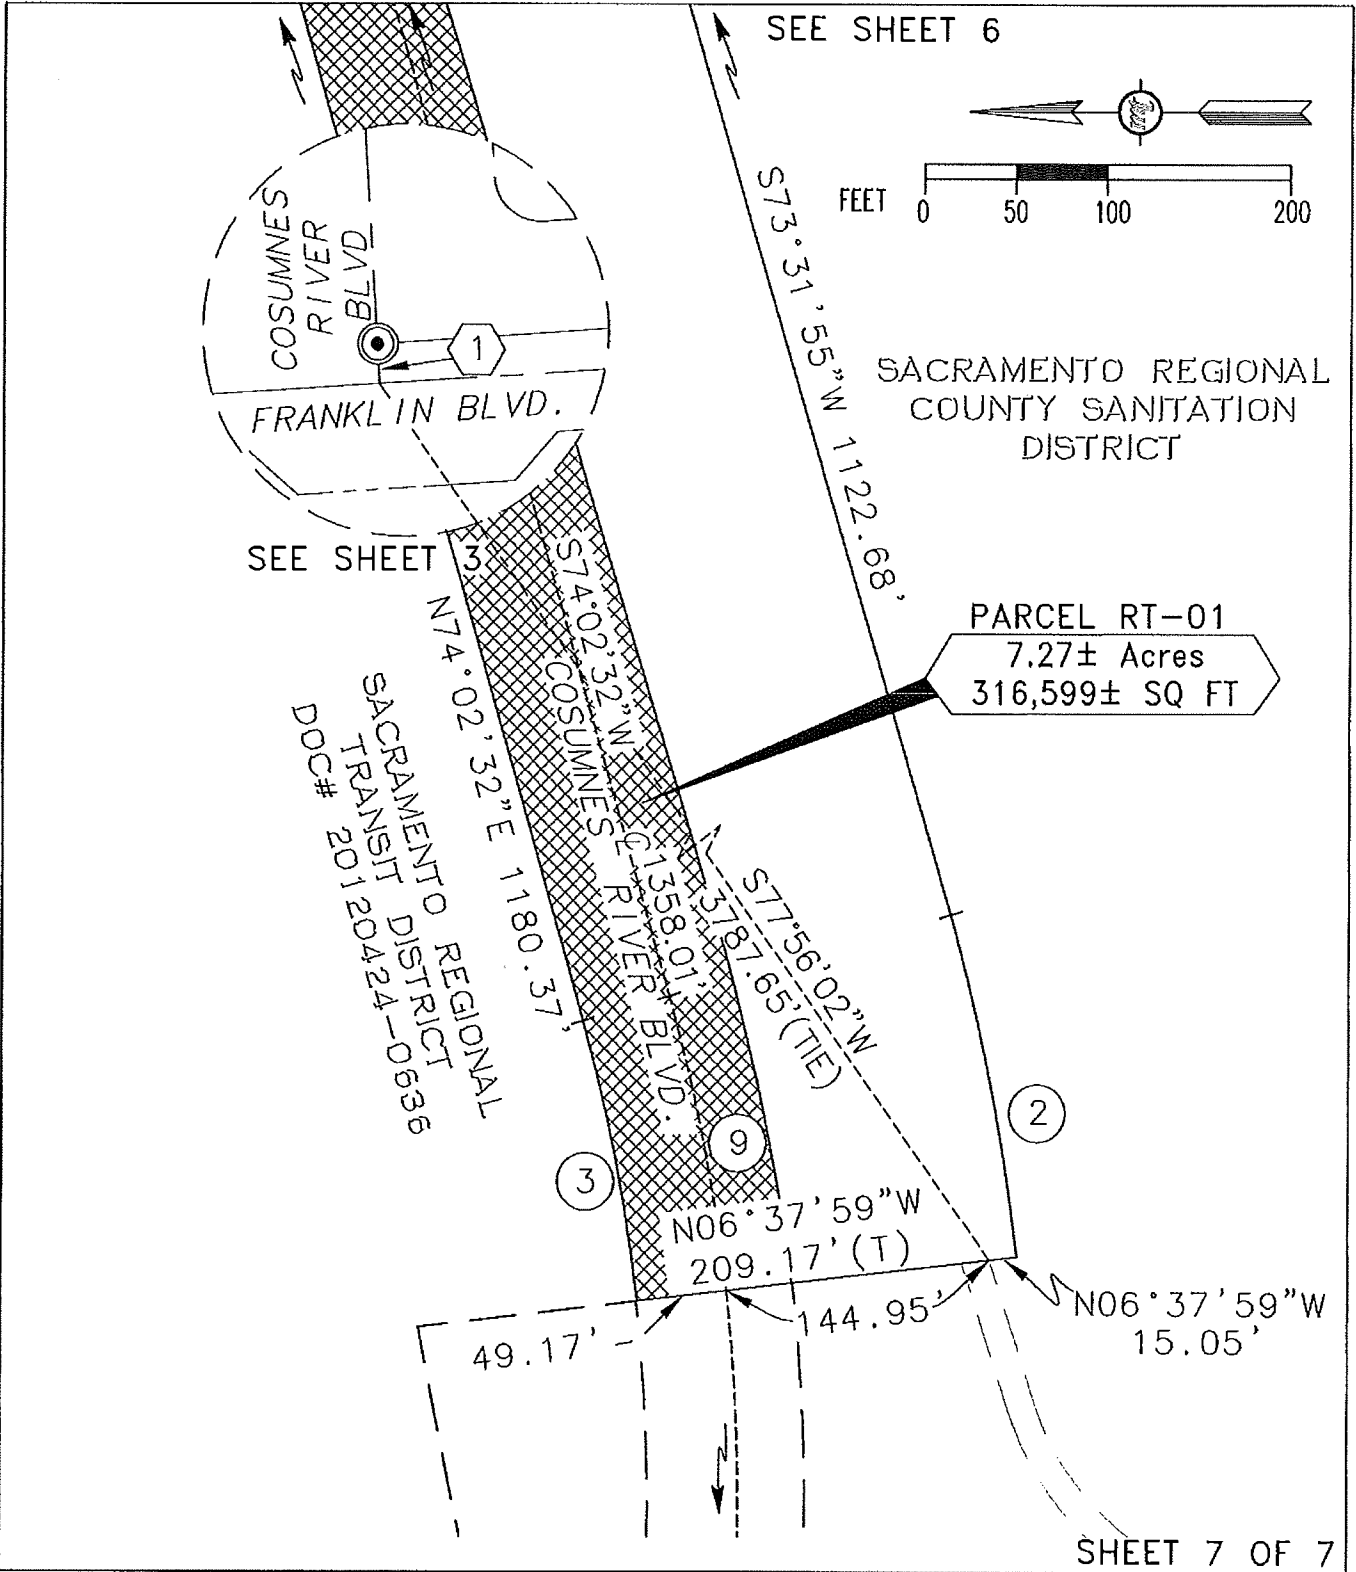 SEE SHEET 6
FEET
0 50 100 200
COSUMNES
RIVER
BLVD
1
FRANKLIN BLVD.
SEE SHEET 3
S73°31'55"W 1122.68'
SACRAMENTO REGIONAL
COUNTY SANITATION
DISTRICT
PARCEL RT-01
7.27± Acres
316,599± SQ FT
N74°02'32"E 1180.37'
S74°02'32"W
1358.01'
COSUMNES RIVER BLVD.
SACRAMENTO REGIONAL
TRANSIT DISTRICT
DOC# 20120424-0636
S77°56'02"W
3787.65'(TIE)
2
9
3
N06°37'59"W
209.17'(T)
49.17'
144.95'
N06°37'59"W
15.05'
SHEET 7 OF 7